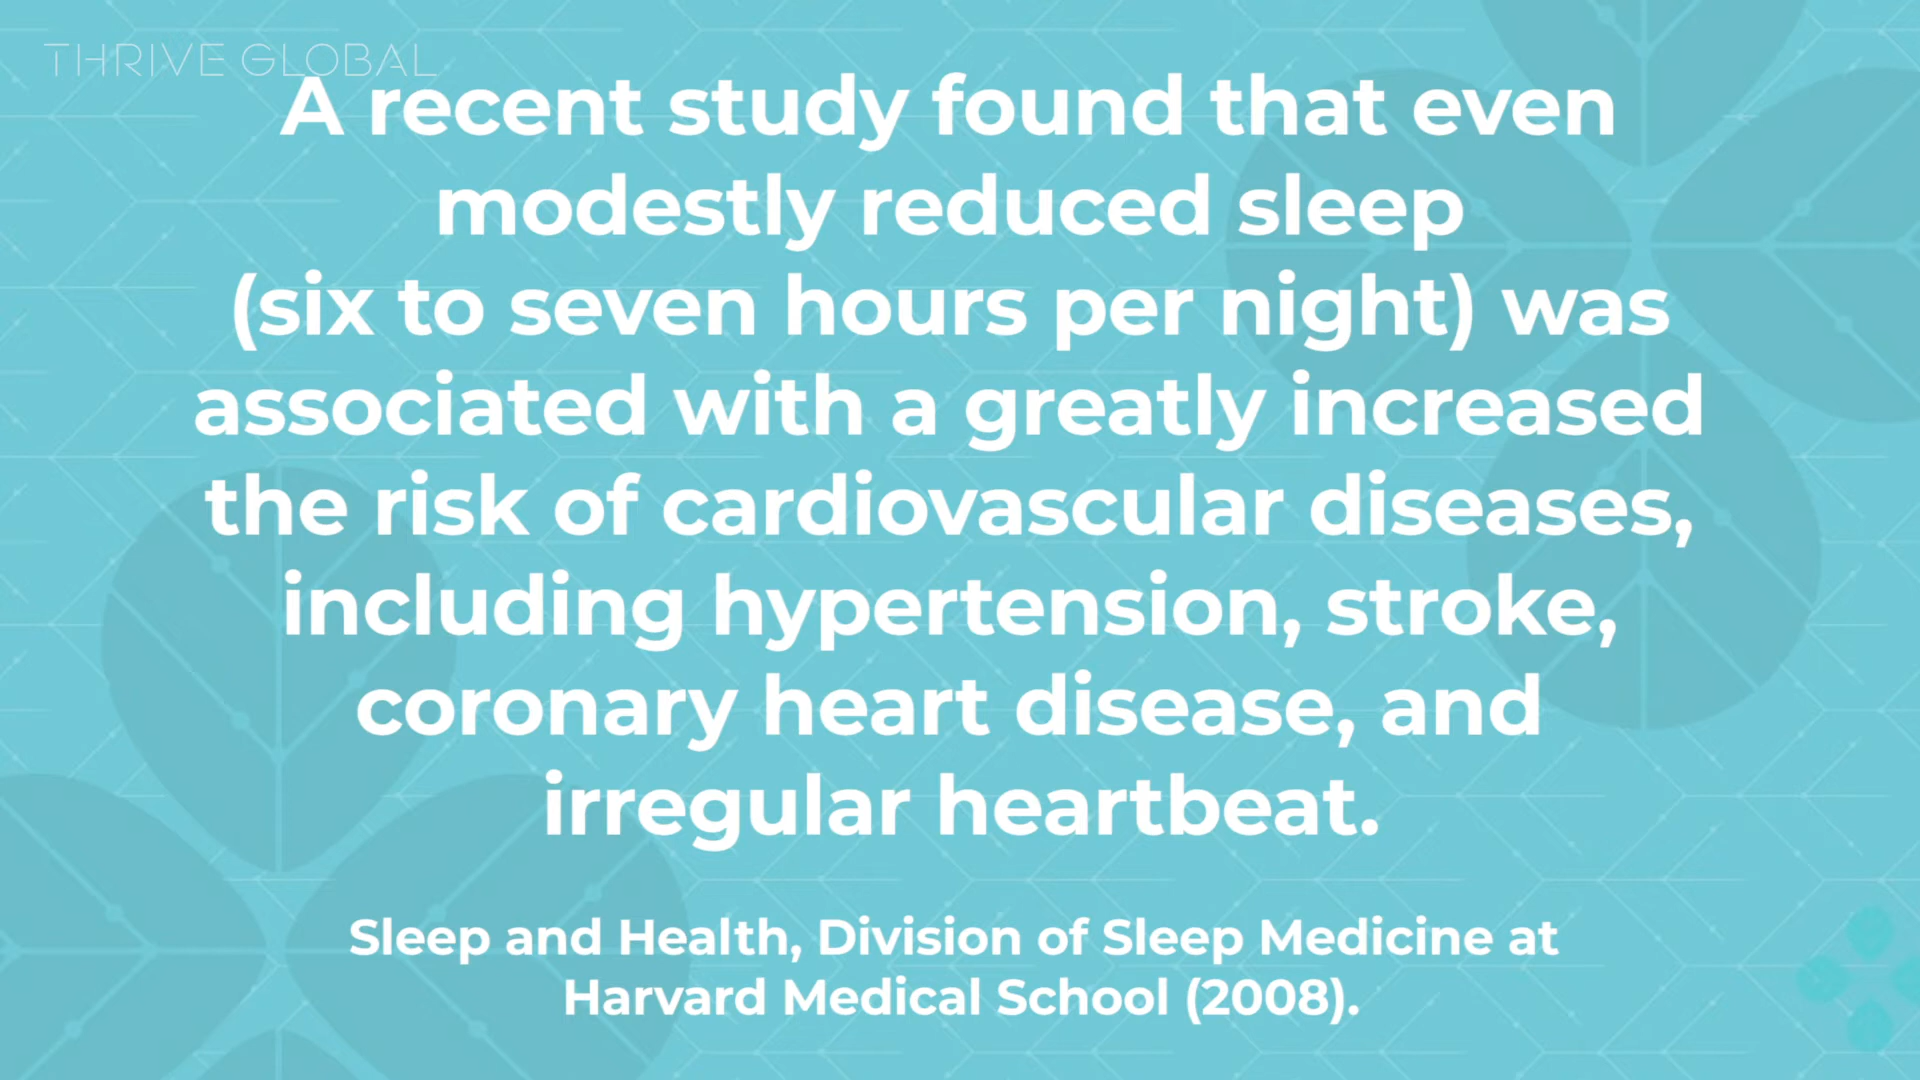 THRIVE GLOBAL
A recent study found that even
modestly reduced sleep
(six to seven hours per night) was
associated with a greatly increased
the risk of cardiovascular diseases,
including hypertension, stroke,
coronary heart disease, and
irregular heartbeat.
Sleep and Health, Division of Sleep Medicine at
Harvard Medical School (2008).